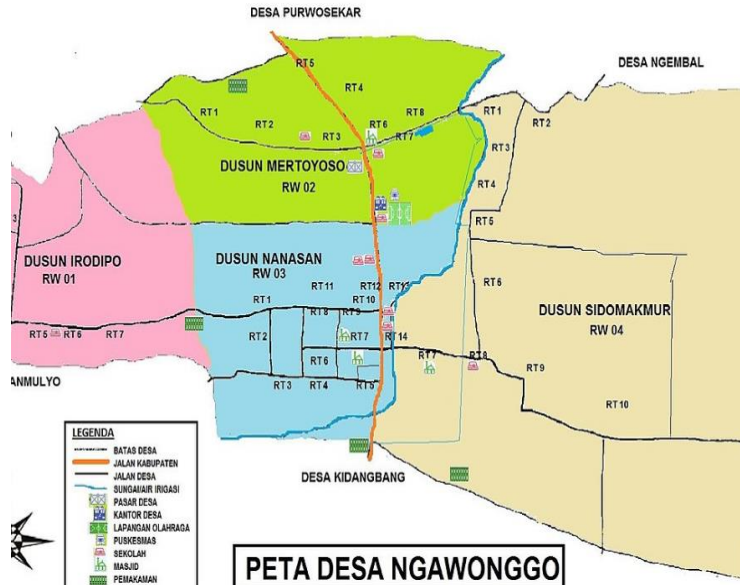 DESA PURWOSEKAR
DESA NGEMBAL
RT5
RT4
RT1
RT2
RT3
RT6
RT8
RT7
RT1
RT2
RT3
RT4
RT5
DUSUN MERTOYOSO
RW 02
3
DUSUN IRODIPO
RW 01
DUSUN NANASAN
RW 03
RT6
DUSUN SIDOMAKMUR
RW 04
RT11
RT12
RT13
RT1
RT10
RT8
RT9
RT5
RT6
RT7
RT2
RT7
RT14
RT6
RT7
RT8
RT9
RT3
RT4
RT5
RT10
ANMULYO
DESA KIDANGBANG
LEGENDA
BATAS DESA
JALAN KABUPATEN
JALAN DESA
SUNGAI/AIR IRIGASI
PASAR DESA
KANTOR DESA
LAPANGAN OLAHRAGA
PUSKESMAS
SEKOLAH
MASJID
PEMAKAMAN
PETA DESA NGAWONGGO